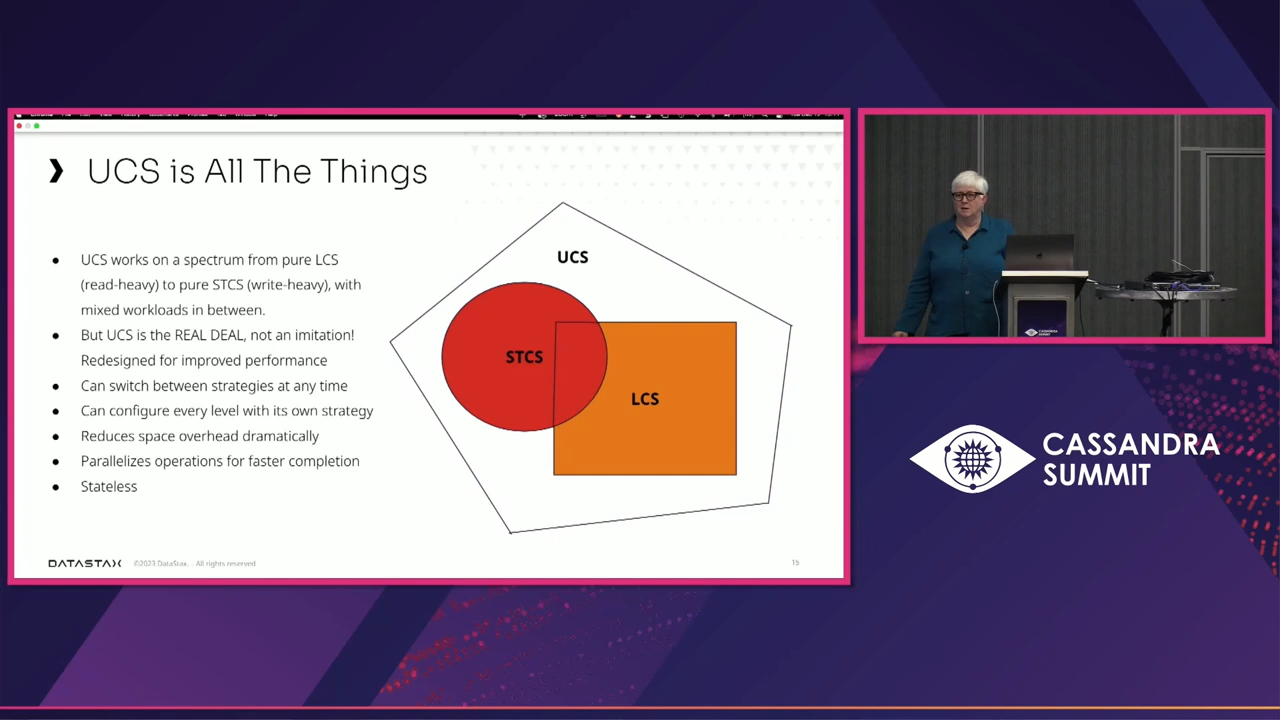 UCS is All The Things
UCS works on a spectrum from pure LCS
(read-heavy) to pure STCS (write-heavy), with
mixed workloads in between.
But UCS is the REAL DEAL, not an imitation!
Redesigned for improved performance
Can switch between strategies at any time
Can configure every level with its own strategy
Reduces space overhead dramatically
Parallelizes operations for faster completion
Stateless
UCS
STCS
LCS
DATASTAX
©2023 DataStax. All rights reserved
15
CASSANDRA
SUMMIT